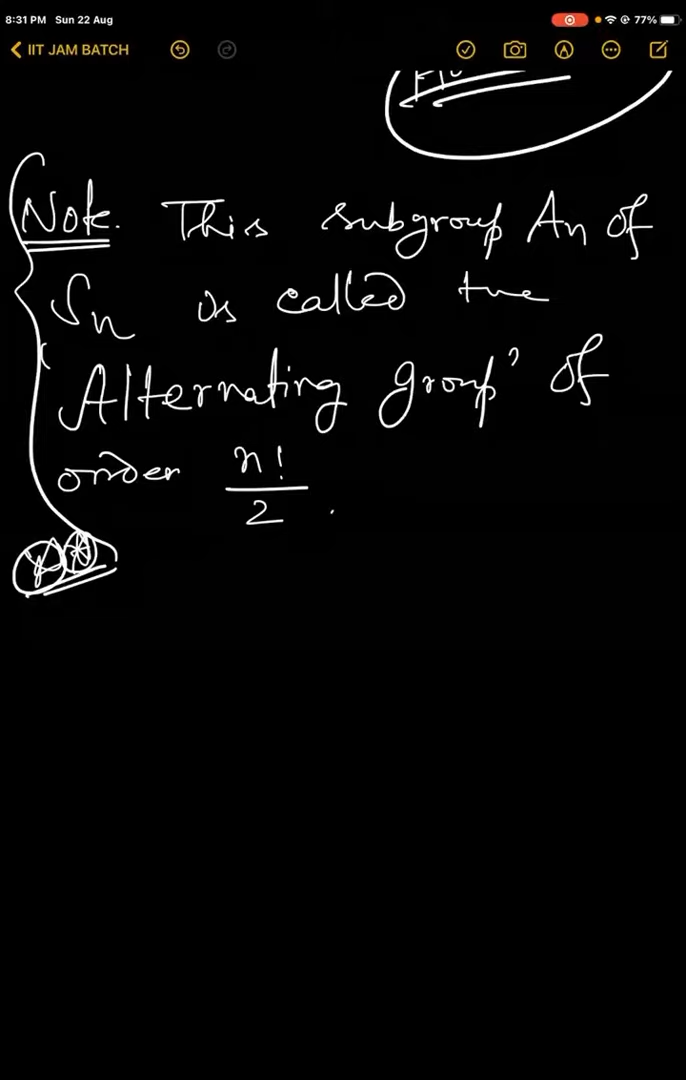 8:31 PM Sun 22 Aug
77%
IIT JAM BATCH
Note. This subgroup An of
Sn is called the
Alternating group' of
order n!/2 .